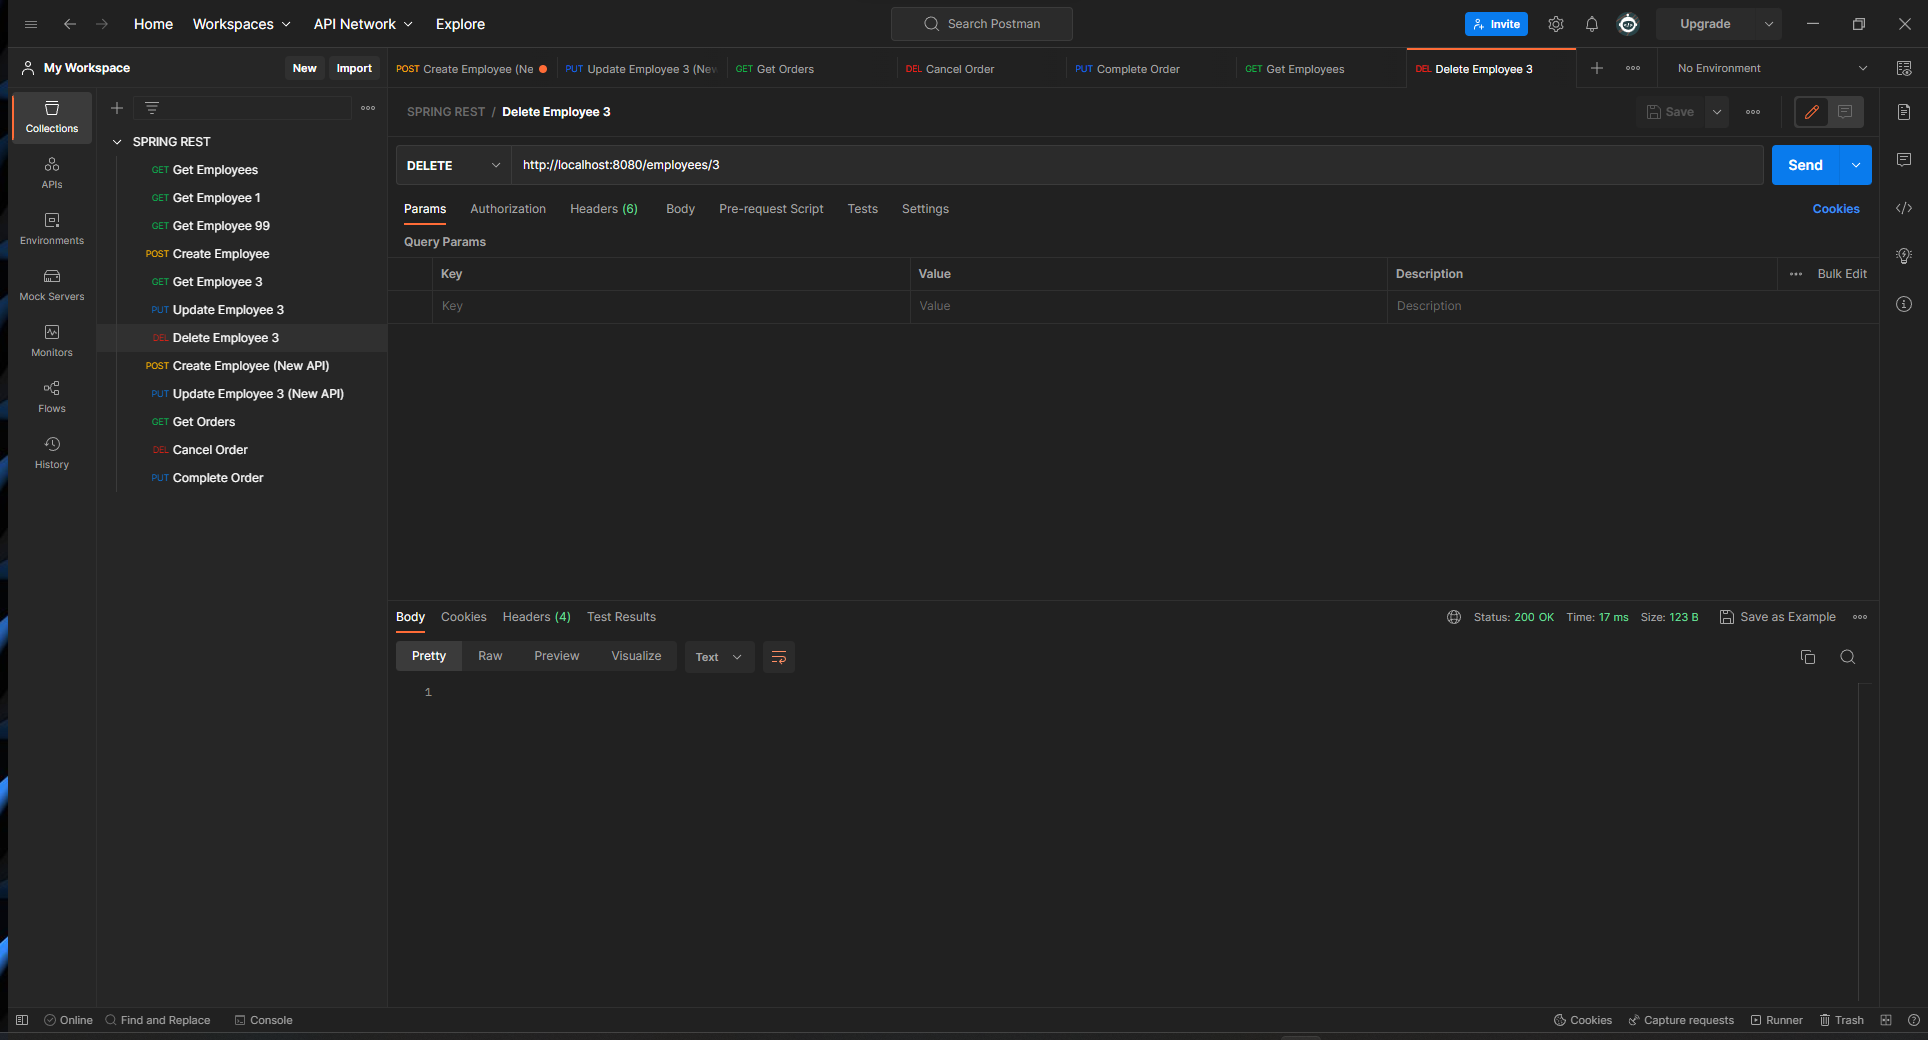 Home Workspaces API Network Explore Search Postman Invite Upgrade
My Workspace New Import POST Create Employee (Ne PUT Update Employee 3 (Nev GET Get Orders DEL Cancel Order PUT Complete Order GET Get Employees DEL Delete Employee 3 No Environment
SPRING REST / Delete Employee 3 Save
DELETE http://localhost:8080/employees/3 Send
Params Authorization Headers (6) Body Pre-request Script Tests Settings Cookies
Query Params
Key Value Description Bulk Edit
Key Value Description
Collections
APIs
Environments
Mock Servers
Monitors
Flows
History
SPRING REST
GET Get Employees
GET Get Employee 1
GET Get Employee 99
POST Create Employee
GET Get Employee 3
PUT Update Employee 3
DEL Delete Employee 3
POST Create Employee (New API)
PUT Update Employee 3 (New API)
GET Get Orders
DEL Cancel Order
PUT Complete Order
Body Cookies Headers (4) Test Results Status: 200 OK Time: 17 ms Size: 123 B Save as Example
Pretty Raw Preview Visualize Text
1
Online Find and Replace Console Cookies Capture requests Runner Trash